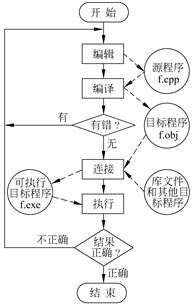 开 始
编辑
源程序
f.cpp
编译
有
有错?
目标程序
f.obj
无
连接
可执行
目标程序
f.exe
库文件
和其他目
标程序
执行
不正确
结果
正确?
正确
结 束